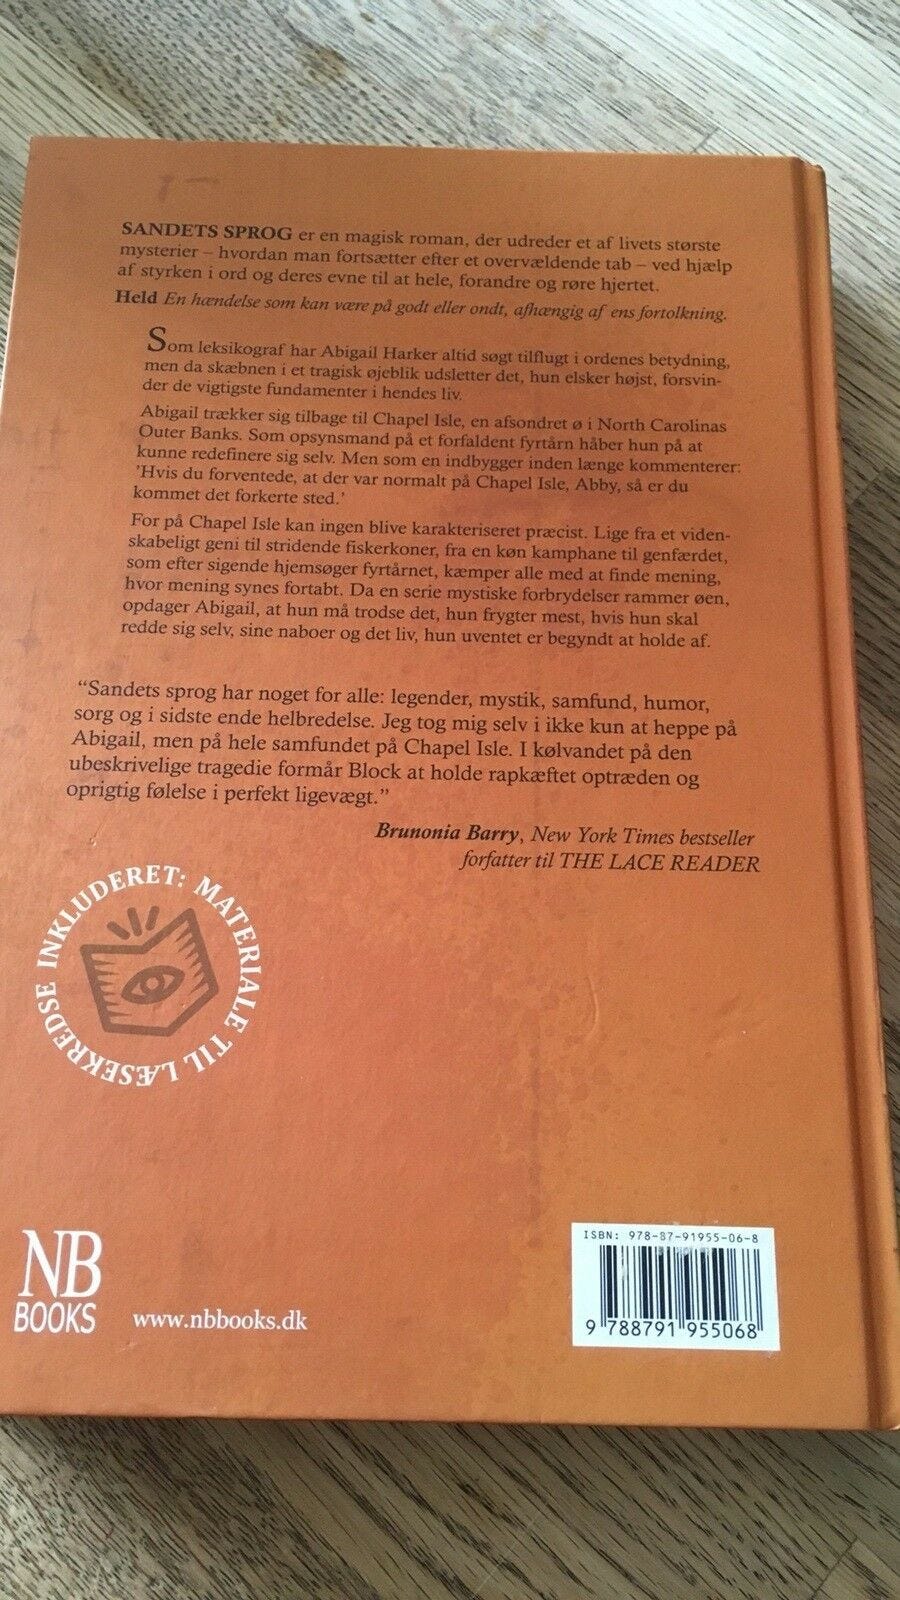 SANDETS SPROG er en magisk roman, der udreder et af livets største
mysterier – hvordan man fortsætter efter et overvældende tab – ved hjælp
af styrken i ord og deres evne til at hele, forandre og røre hjertet.
Held En hændelse som kan være på godt eller ondt, afhængig af ens fortolkning.
Som leksikograf har Abigail Harker altid søgt tilflugt i ordenes betydning,
men da skæbnen i et tragisk øjeblik udsletter det, hun elsker højst, forsvin-
der de vigtigste fundamenter i hendes liv.
Abigail trækker sig tilbage til Chapel Isle, en afsondret ø i North Carolinas
Outer Banks. Som opsynsmand på et forfaldent fyrtårn håber hun på at
kunne redefinere sig selv. Men som en indbygger inden længe kommenterer:
'Hvis du forventede, at der var normalt på Chapel Isle, Abby, så er du
kommet det forkerte sted.'
For på Chapel Isle kan ingen blive karakteriseret præcist. Lige fra et viden-
skabeligt geni til stridende fiskerkoner, fra en køn kamphane til genfærdet,
som efter sigende hjemsøger fyrtårnet, kæmper alle med at finde mening,
hvor mening synes fortabt. Da en serie mystiske forbrydelser rammer øen,
opdager Abigail, at hun må trodse det, hun frygter mest, hvis hun skal
redde sig selv, sine naboer og det liv, hun uventet er begyndt at holde af.
“Sandets sprog har noget for alle: legender, mystik, samfund, humor,
sorg og i sidste ende helbredelse. Jeg tog mig selv i ikke kun at heppe på
Abigail, men på hele samfundet på Chapel Isle. I kølvandet på den
ubeskrivelige tragedie formår Block at holde rapkæftet optræden og
oprigtig følelse i perfekt ligevægt.”
Brunonia Barry, New York Times bestseller
forfatter til THE LACE READER
INKLUDERET: MATERIALE TIL LÆSEKREDSE
NB
BOOKS
www.nbbooks.dk
ISBN: 978-87-91955-06-8
9 788791 955068